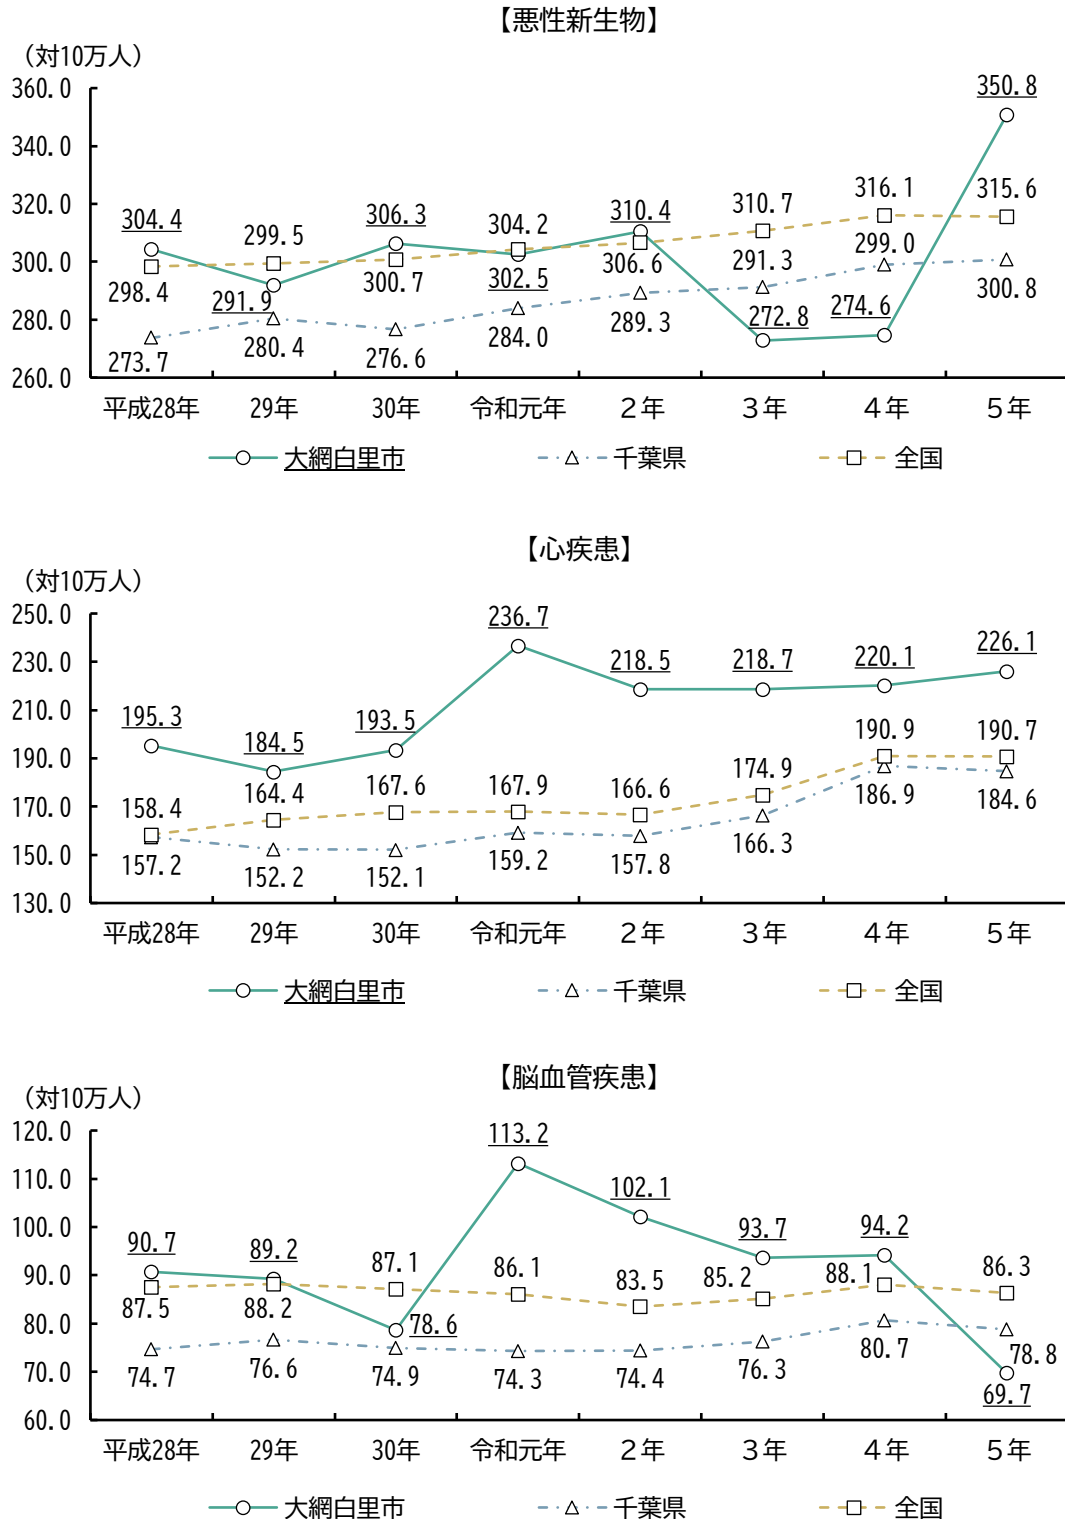 【悪性新生物】
（対10万人）
360.0
340.0
320.0
300.0
280.0
260.0
304.4 291.9 306.3 302.5 310.4 272.8 274.6 350.8
298.4 299.5 300.7 304.2 306.6 310.7 316.1 315.6
273.7 280.4 276.6 284.0 289.3 291.3 299.0 300.8
平成28年 29年 30年 令和元年 ２年 ３年 ４年 ５年
大網白里市 千葉県 全国
【心疾患】
（対10万人）
250.0
230.0
210.0
190.0
170.0
150.0
130.0
195.3 184.5 193.5 236.7 218.5 218.7 220.1 226.1
158.4 164.4 167.6 167.9 166.6 174.9 190.9 190.7
157.2 152.2 152.1 159.2 157.8 166.3 186.9 184.6
平成28年 29年 30年 令和元年 ２年 ３年 ４年 ５年
大網白里市 千葉県 全国
【脳血管疾患】
（対10万人）
120.0
110.0
100.0
90.0
80.0
70.0
60.0
90.7 89.2 78.6 113.2 102.1 93.7 94.2 69.7
87.5 88.2 87.1 86.1 83.5 85.2 88.1 86.3
74.7 76.6 74.9 74.3 74.4 76.3 80.7 78.8
平成28年 29年 30年 令和元年 ２年 ３年 ４年 ５年
大網白里市 千葉県 全国